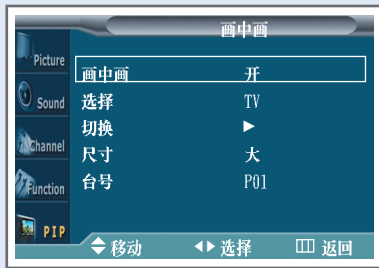 画中画
Picture
画中画 开
Sound
选择 TV
切换 ▶
Channel
尺寸 大
Function
台号 P01
PIP
移动 选择 返回